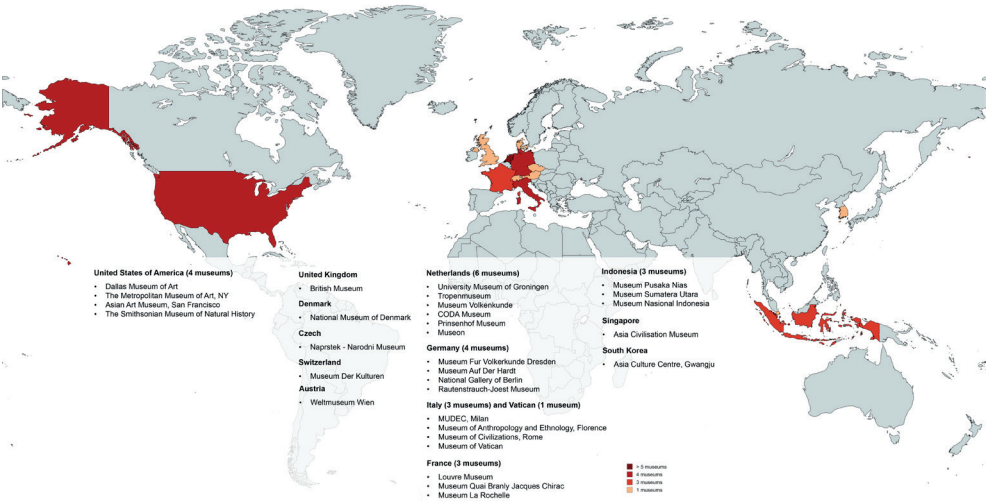 United States of America (4 museums)
• Dallas Museum of Art
• The Metropolitan Museum of Art, NY
• Asian Art Museum, San Francisco
• The Smithsonian Museum of Natural History
United Kingdom
• British Museum
Denmark
• National Museum of Denmark
Czech
• Naprstek - Narodni Museum
Switzerland
• Museum Der Kulturen
Austria
• Weltmuseum Wien
Netherlands (6 museums)
• University Museum of Groningen
• Tropenmuseum
• Museum Volkenkunde
• CODA Museum
• Prinsenhof Museum
• Museon
Germany (4 museums)
• Museum Fur Volkerkunde Dresden
• Museum Auf Der Hardt
• National Gallery of Berlin
• Rautenstrauch-Joest Museum
Italy (3 museums) and Vatican (1 museum)
• MUDEC, Milan
• Museum of Anthropology and Ethnology, Florence
• Museum of Civilizations, Rome
• Museum of Vatican
France (3 museums)
• Louvre Museum
• Museum Quai Branly Jacques Chirac
• Museum La Rochelle
Indonesia (3 museums)
• Museum Pusaka Nias
• Museum Sumatera Utara
• Museum Nasional Indonesia
Singapore
• Asia Civilisation Museum
South Korea
• Asia Culture Centre, Gwangju
> 5 museums
4 museums
3 museums
1 museums